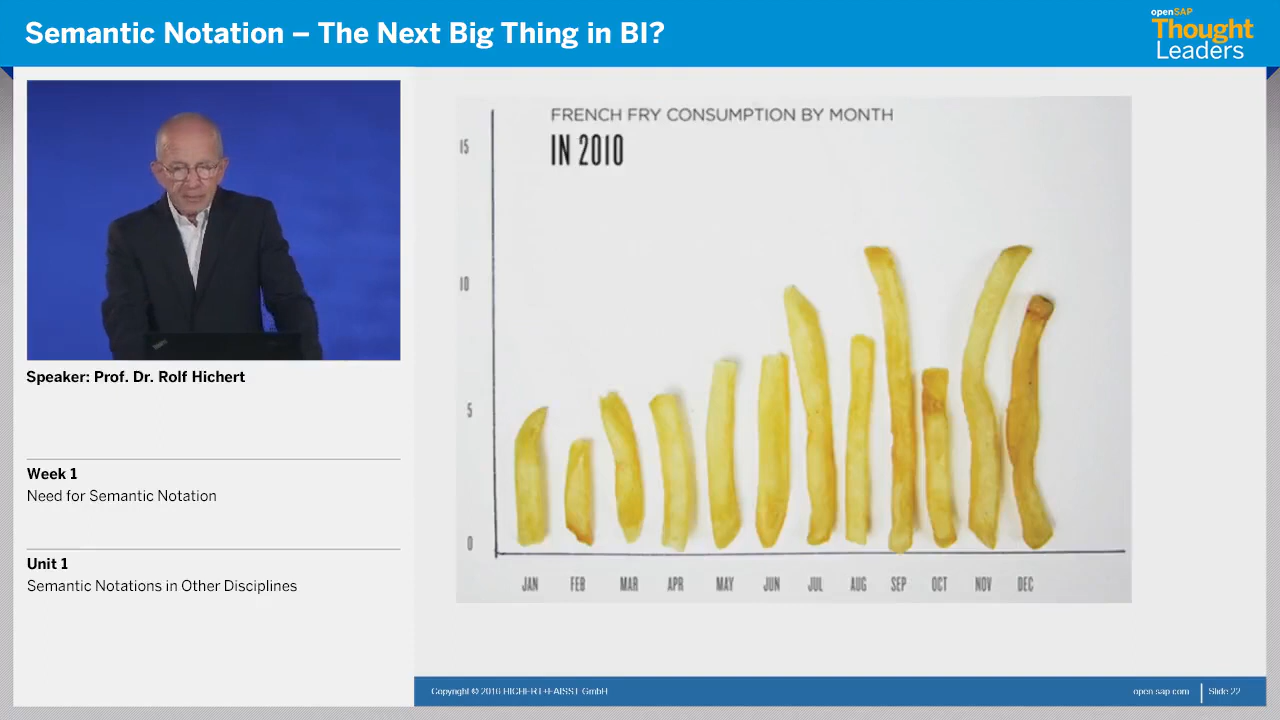 Semantic Notation – The Next Big Thing in BI?
openSAP
Thought
Leaders
Speaker: Prof. Dr. Rolf Hichert
Week 1
Need for Semantic Notation
Unit 1
Semantic Notations in Other Disciplines
FRENCH FRY CONSUMPTION BY MONTH
IN 2010
15
10
5
0
JAN FEB MAR APR MAY JUN JUL AUG SEP OCT NOV DEC
Copyright © 2016 HICHERT+FAISST GmbH
open.sap.com
Slide 22